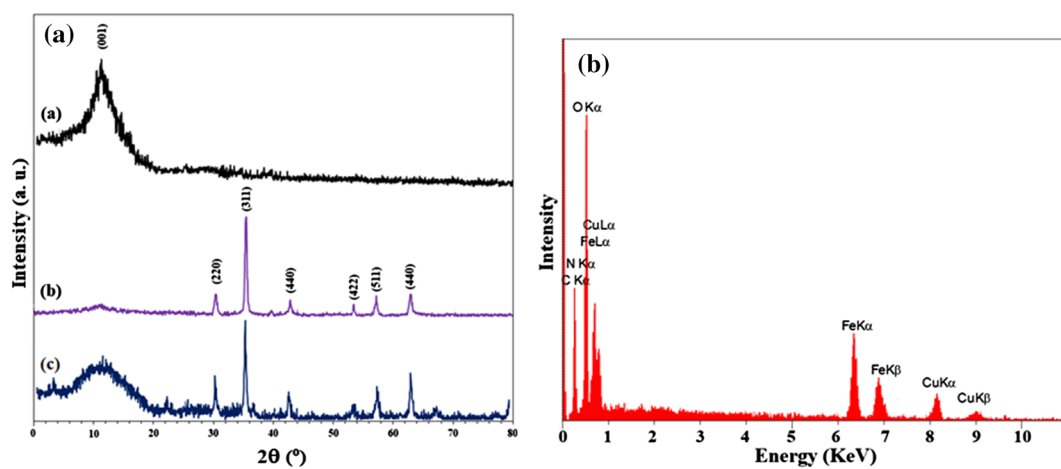 (a)
(001)
(a)
(311)
(220)
(440)
(422)
(511)
(440)
(b)
(c)
Intensity (a. u.)
0 10 20 30 40 50 60 70 80
2θ (º)
(b)
O Kα
CuLα
FeLα
N Kα
C Kα
FeKα
FeKβ
CuKα
CuKβ
Intensity
0 1 2 3 4 5 6 7 8 9 10
Energy (KeV)